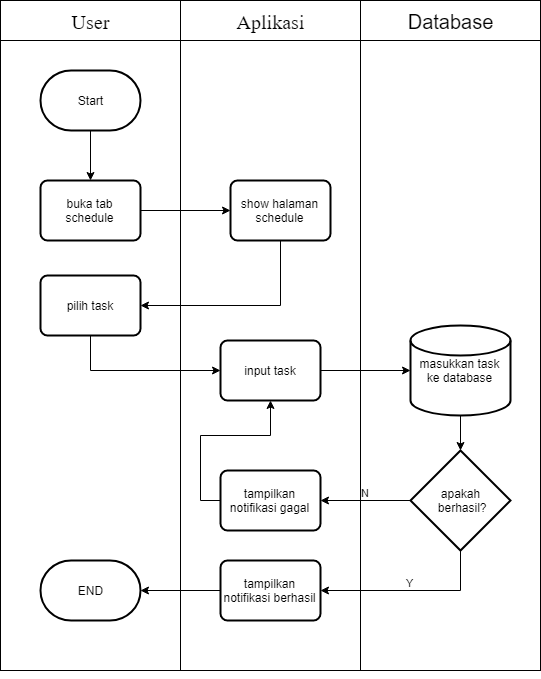 User
Aplikasi
Database
Start
buka tab
schedule
show halaman
schedule
pilih task
input task
masukkan task
ke database
tampilkan
notifikasi gagal
N
apakah
berhasil?
END
tampilkan
notifikasi berhasil
Y